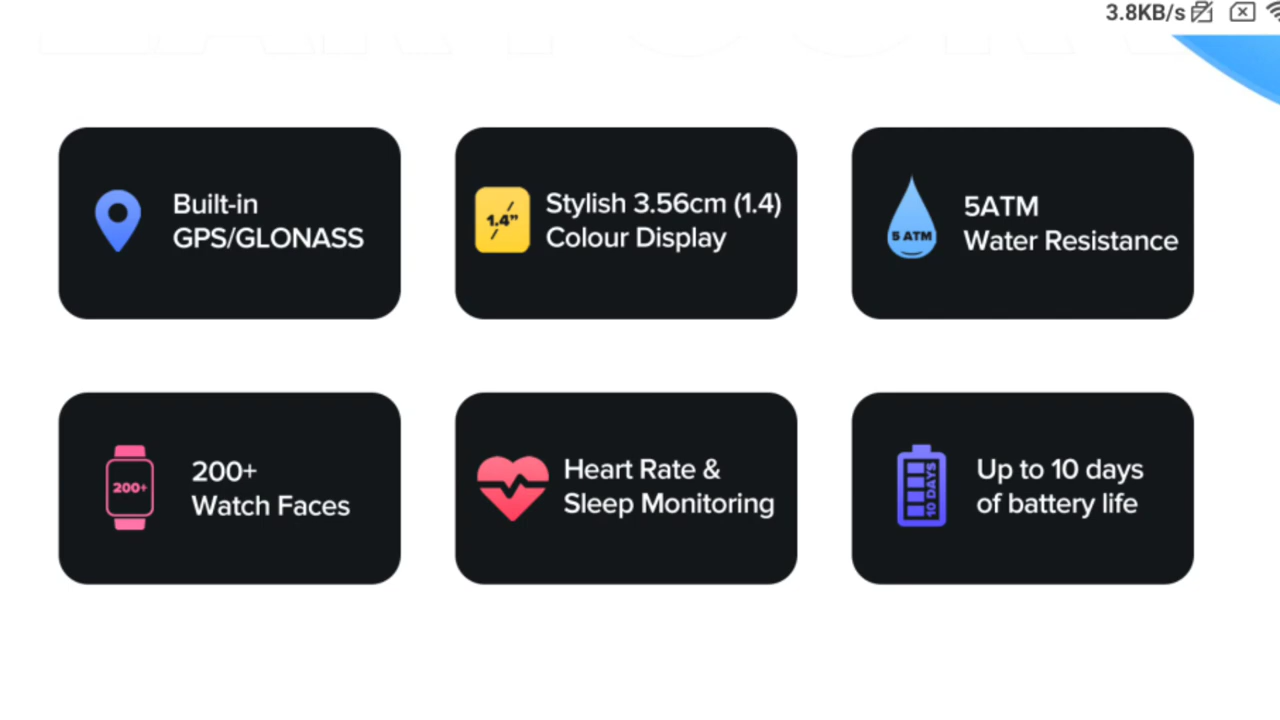 3.8KB/s
Built-in
GPS/GLONASS
1.4”
Stylish 3.56cm (1.4)
Colour Display
5 ATM
5ATM
Water Resistance
200+
200+
Watch Faces
Heart Rate &
Sleep Monitoring
10 DAYS
Up to 10 days
of battery life